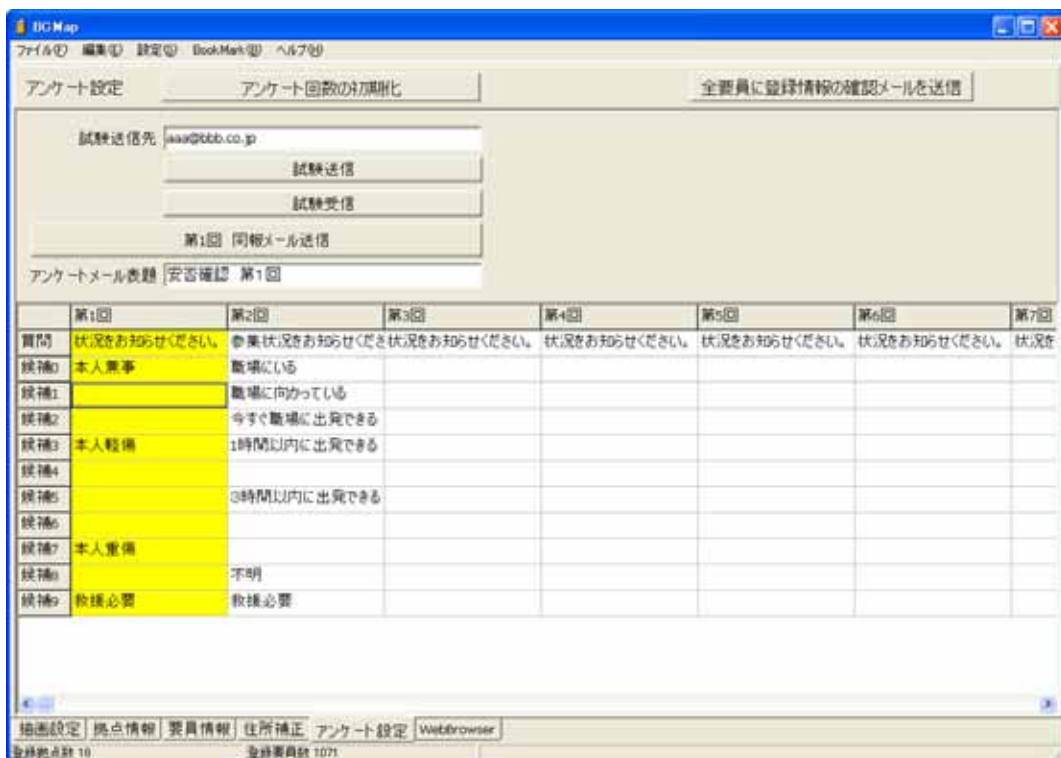 BGMap
ファイル(F) 編集(E) 設定(S) BookMark(B) ヘルプ(H)
アンケート設定 アンケート回数の初期化 全要員に登録情報の確認メールを送信
試験送信先 aaa@bbb.co.jp
試験送信
試験受信
第1回 同報メール送信
アンケートメール表題 安否確認 第1回
第1回 第2回 第3回 第4回 第5回 第6回 第7回
質問 状況をお知らせください。 参集状況をお知らせくださ 状況をお知らせください。 状況をお知らせください。 状況をお知らせください。 状況をお知らせください。 状況を
候補0 本人無事 職場にいる
候補1 職場に向かっている
候補2 今すぐ職場に出発できる
候補3 本人軽傷 1時間以内に出発できる
候補4
候補5 3時間以内に出発できる
候補6
候補7 本人重傷
候補8 不明
候補9 救援必要 救援必要
描画設定 拠点情報 要員情報 住所補正 アンケート設定 WebBrowser
登録拠点数 10 登録要員数 1071